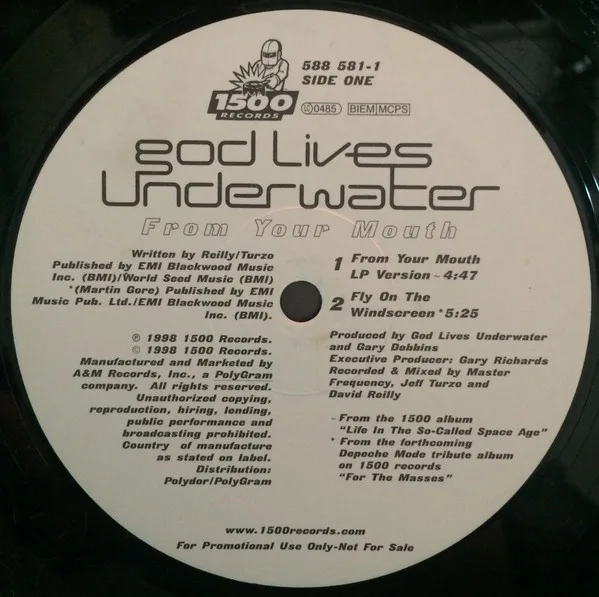 588 581-1
SIDE ONE
1500
RECORDS
LC 0485 BIEM MCPS
god Lives
Underwater
From Your Mouth
Written by Reilly/Turzo
Published by EMI Blackwood Music
Inc. (BMI)/World Seed Music (BMI)
*(Martin Gore) Published by EMI
Music Pub. Ltd./EMI Blackwood Music
Inc. (BMI).
℗ 1998 1500 Records.
© 1998 1500 Records.
Manufactured and Marketed by
A&M Records, Inc., a PolyGram
company. All rights reserved.
Unauthorized copying,
reproduction, hiring, lending,
public performance and
broadcasting prohibited.
Country of manufacture
as stated on label.
Distribution:
Polydor/PolyGram
1 From Your Mouth
LP Version ~ 4:47
2 Fly On The
Windscreen * 5:25
Produced by God Lives Underwater
and Gary Dobbins
Executive Producer: Gary Richards
Recorded & Mixed by Master
Frequency, Jeff Turzo and
David Reilly
~ From the 1500 album
"Life In The So-Called Space Age"
* From the forthcoming
Depeche Mode tribute album
on 1500 records
"For The Masses"
www.1500records.com
For Promotional Use Only-Not For Sale